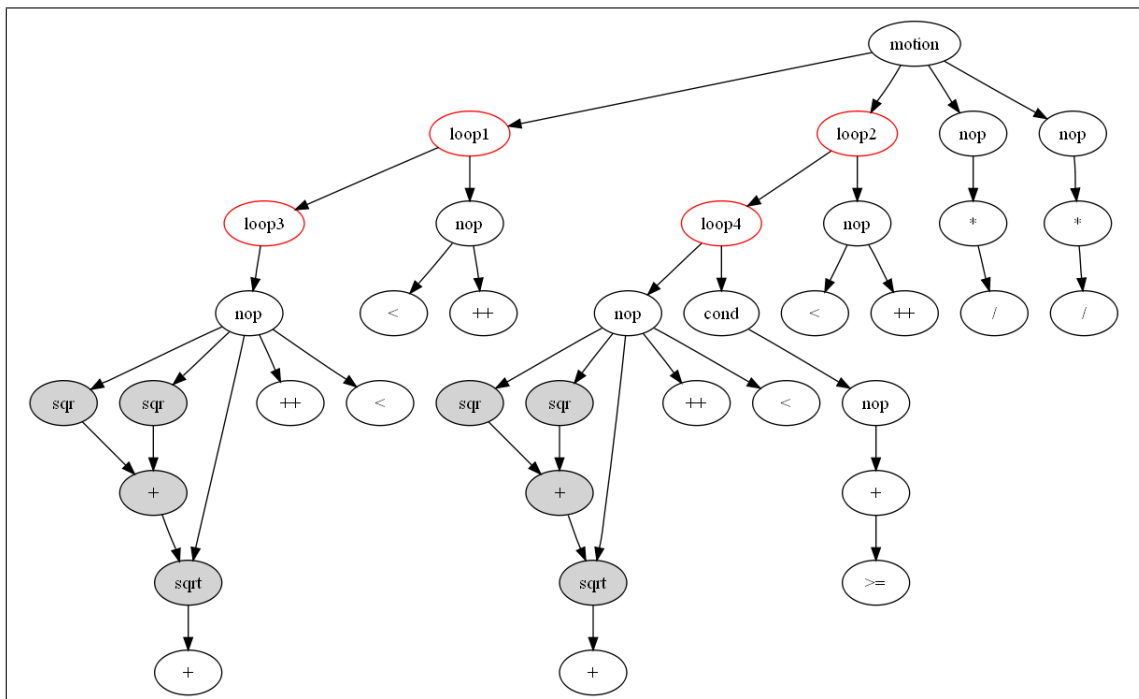 motion
loop1 loop2 nop nop
loop3 nop loop4 nop * *
nop < ++ nop cond < ++ / /
sqr sqr ++ < sqr sqr ++ < nop
+ + +
sqrt sqrt >=
+ +